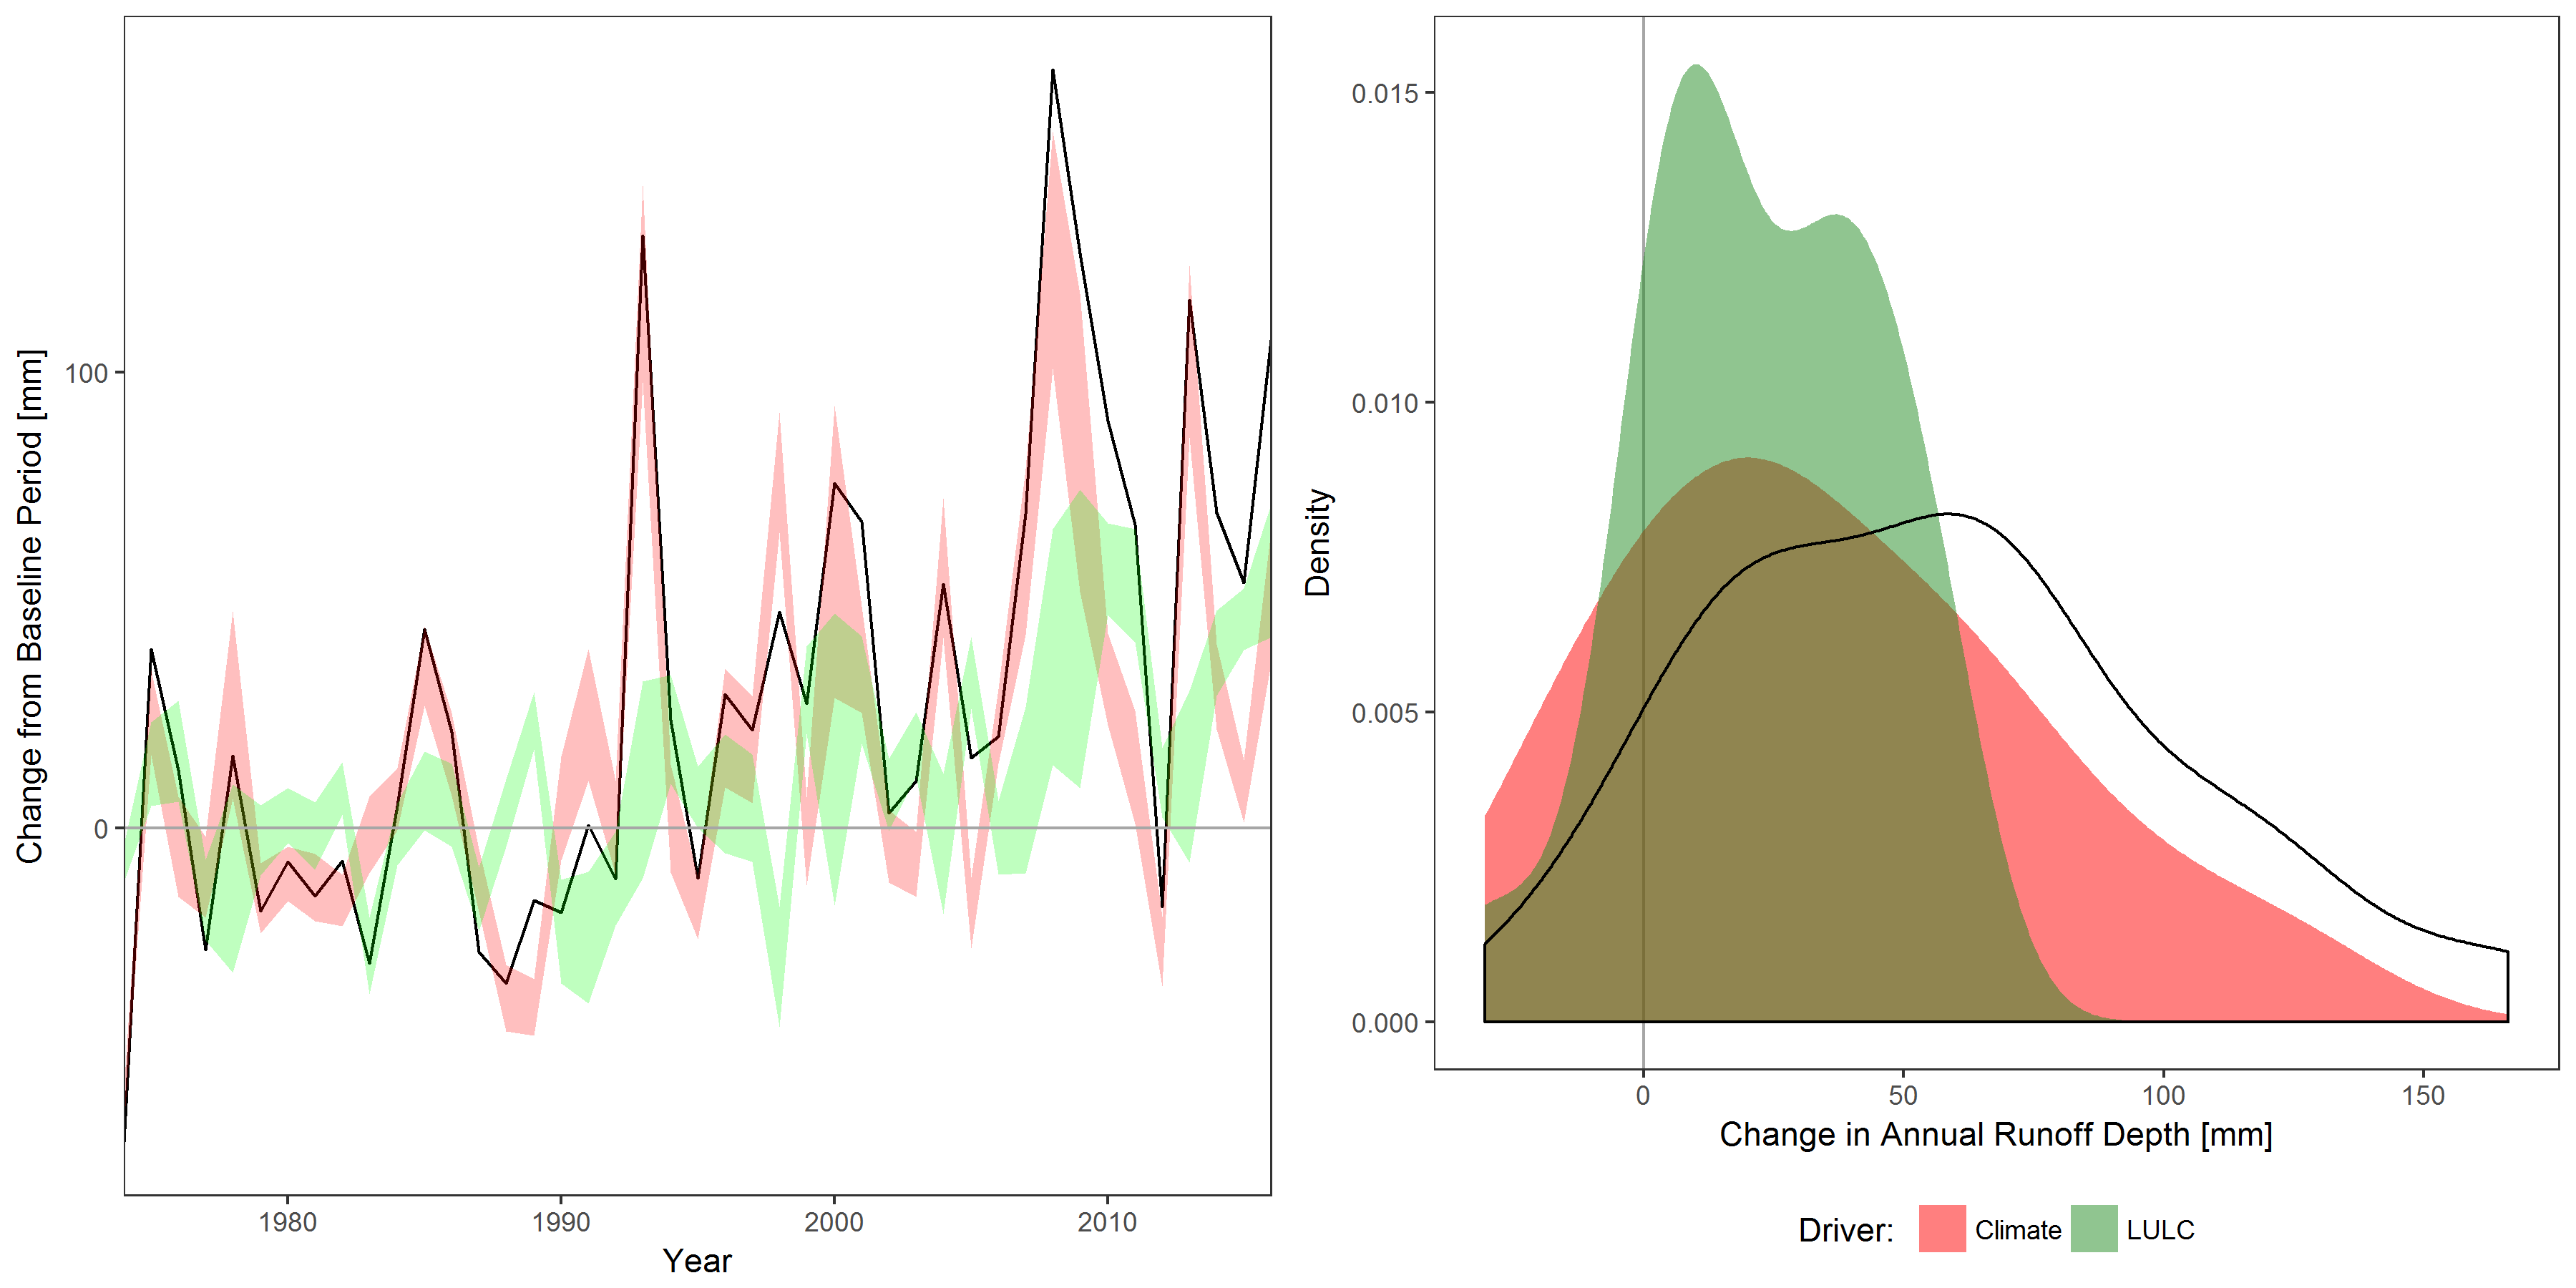 Change from Baseline Period [mm]
100
0
1980 1990 2000 2010
Year
Density
0.015
0.010
0.005
0.000
0 50 100 150
Change in Annual Runoff Depth [mm]
Driver: Climate LULC